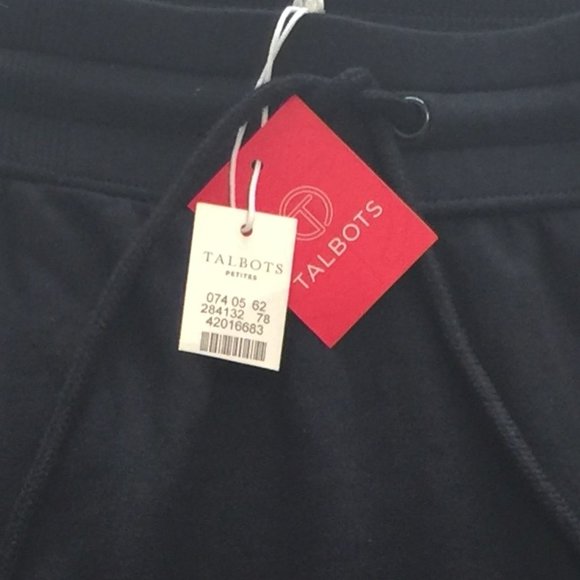 TALBOTS
PETITES
074 05 62
284132 78
42016683
T
TALBOTS